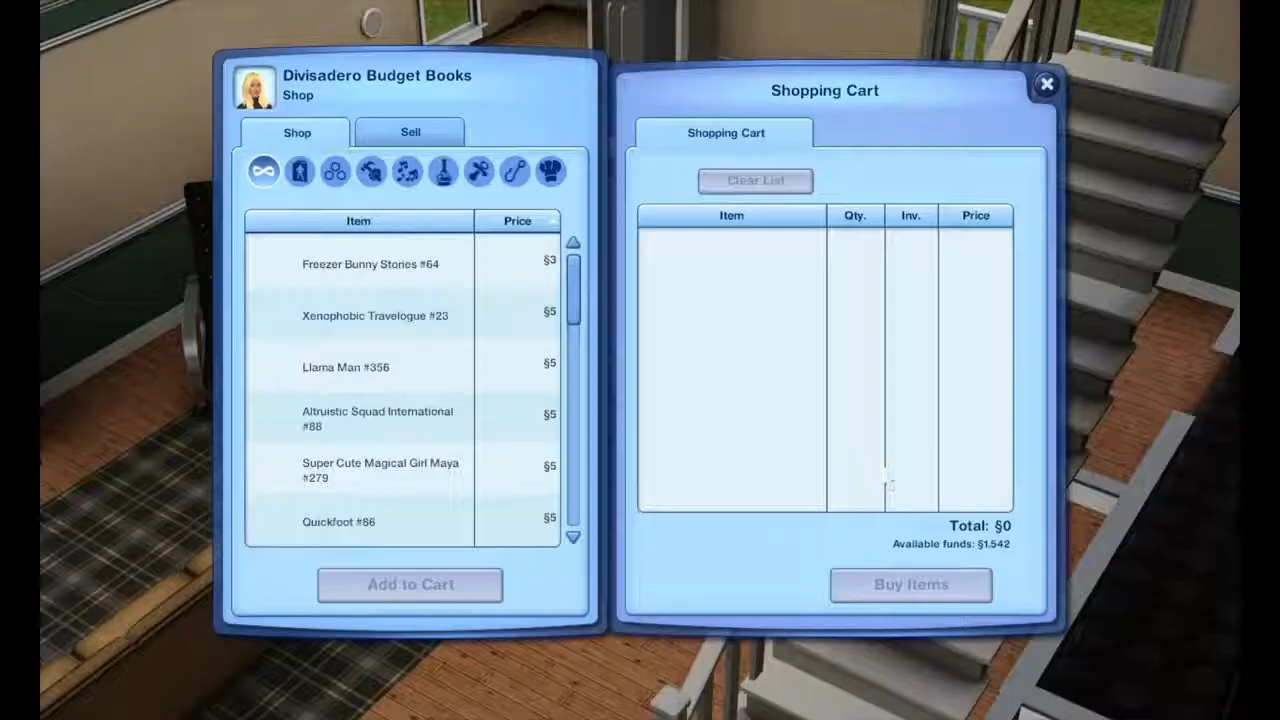 Divisadero Budget Books
Shop
Shop
Sell
Item
Price
Freezer Bunny Stories #64
§3
Xenophobic Travelogue #23
§5
Llama Man #356
§5
Altruistic Squad International
#88
§5
Super Cute Magical Girl Maya
#279
§5
Quickfoot #86
§5
Add to Cart
Shopping Cart
Shopping Cart
Clear List
Item
Qty.
Inv.
Price
Total: §0
Available funds: §1,542
Buy Items